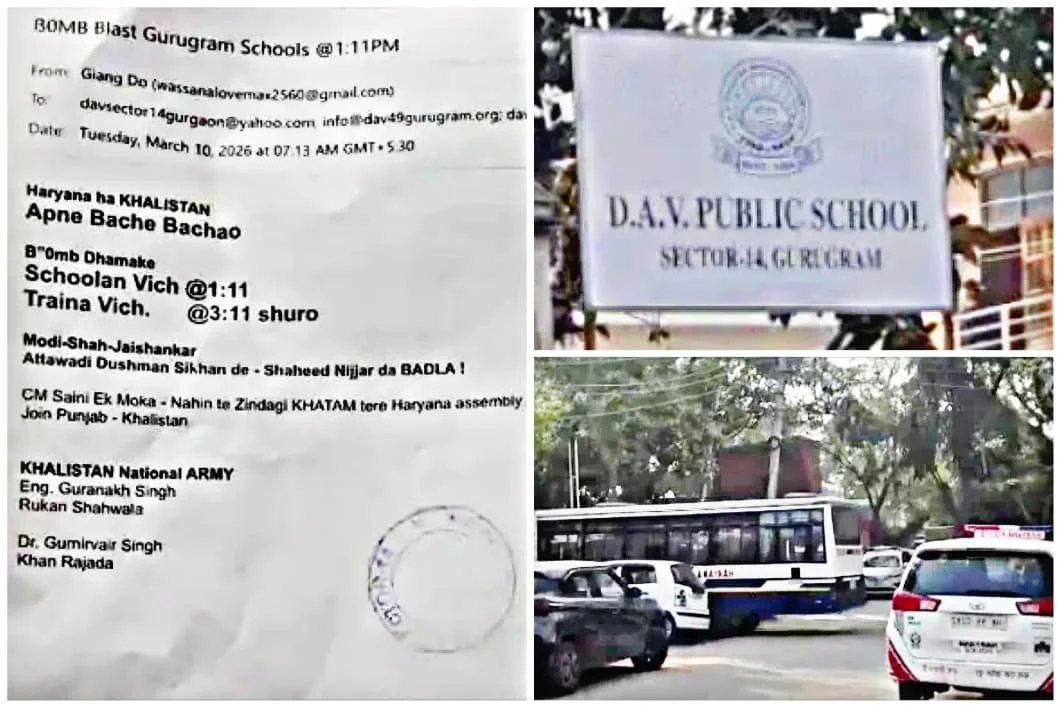 B0MB Blast Gurugram Schools @1:11PM
From: Giang Do (wassanalovemax2560@gmail.com)
To: davsector14gurgaon@yahoo.com, info@dav49gurugram.org; dav
Date: Tuesday, March 10, 2026 at 07:13 AM GMT+5:30
Haryana ha KHALISTAN
Apne Bache Bachao
B"0mb Dhamake
Schoolan Vich @1:11
Traina Vich. @3:11 shuro
Modi-Shah-Jaishankar
Attawadi Dushman Sikhan de - Shaheed Nijjar da BADLA !
CM Saini Ek Moka - Nahin te Zindagi KHATAM tere Haryana assembly
Join Punjab - Khalistan
KHALISTAN National ARMY
Eng. Guranakh Singh
Rukan Shahwala
Dr. Gumirvair Singh
Khan Rajada
D.A.V. PUBLIC SCHOOL
SECTOR-14, GURUGRAM